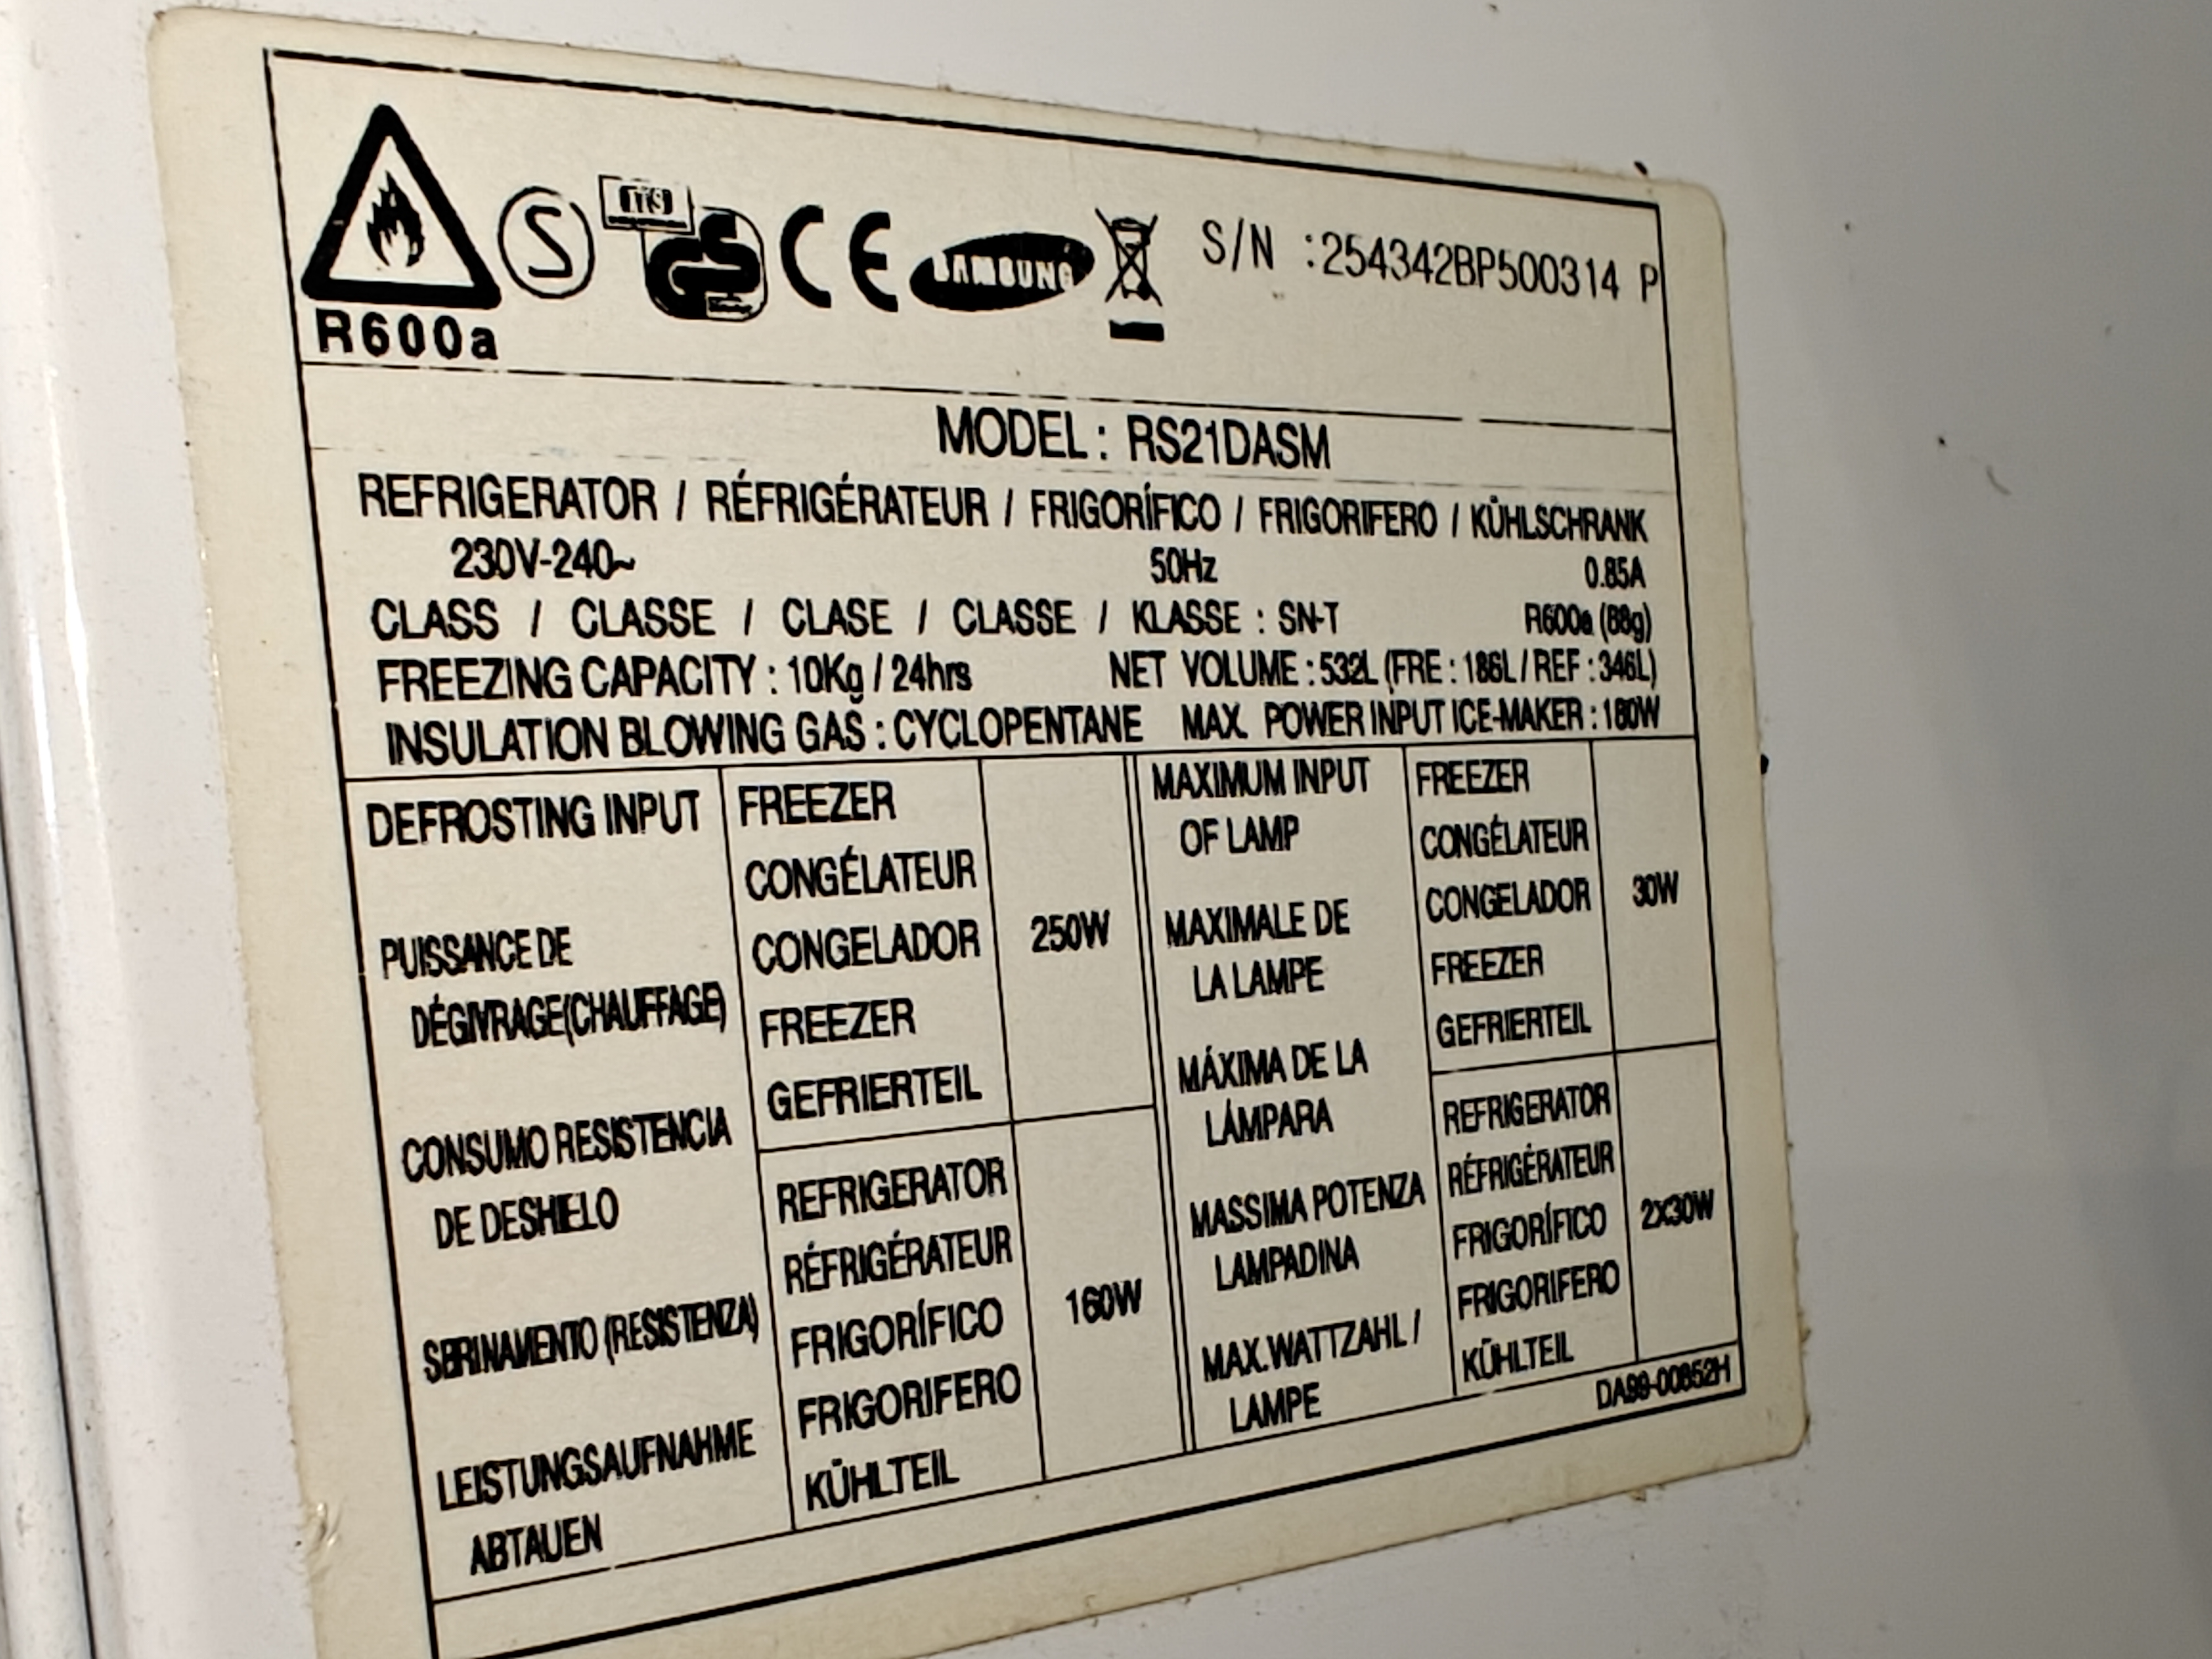 ITS
GS
CE
SAMSUNG
S/N :254342BP500314 P
R600a
MODEL : RS21DASM
REFRIGERATOR / RÉFRIGÉRATEUR / FRIGORÍFICO / FRIGORIFERO / KÜHLSCHRANK
230V-240~ 50Hz 0.85A
CLASS / CLASSE / CLASE / CLASSE / KLASSE : SN-T R600a (88g)
FREEZING CAPACITY : 10Kg / 24hrs NET VOLUME : 532L (FRE : 186L / REF : 346L)
INSULATION BLOWING GAS : CYCLOPENTANE MAX. POWER INPUT ICE-MAKER : 180W
DEFROSTING INPUT
PUISSANCE DE
DÉGIVRAGE(CHAUFFAGE)
CONSUMO RESISTENCIA
DE DESHIELO
SBRINAMENTO (RESISTENZA)
LEISTUNGSAUFNAHME
ABTAUEN
FREEZER
CONGÉLATEUR
CONGELADOR
FREEZER
GEFRIERTEIL
250W
REFRIGERATOR
RÉFRIGÉRATEUR
FRIGORÍFICO
FRIGORIFERO
KÜHLTEIL
160W
MAXIMUM INPUT
OF LAMP
MAXIMALE DE
LA LAMPE
MÁXIMA DE LA
LÁMPARA
MASSIMA POTENZA
LAMPADINA
MAX.WATTZAHL /
LAMPE
FREEZER
CONGÉLATEUR
CONGELADOR
FREEZER
GEFRIERTEIL
30W
REFRIGERATOR
RÉFRIGÉRATEUR
FRIGORÍFICO
FRIGORIFERO
KÜHLTEIL
2X30W
DA99-00852H